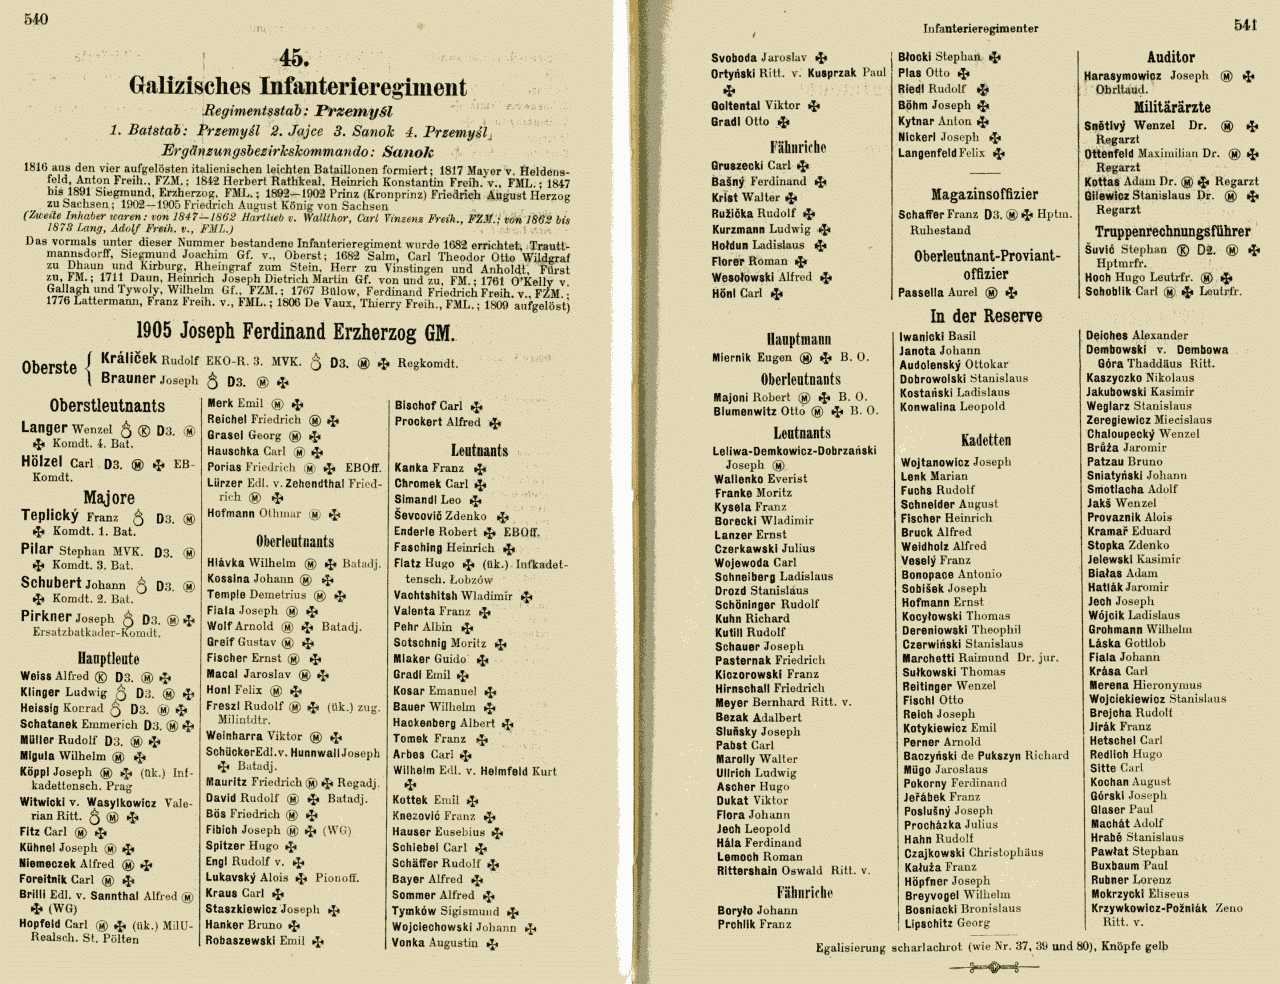 540
45.
Galizisches Infanterieregiment
Regimentsstab: Przemyśl
1. Batstab: Przemyśl 2. Jajce 3. Sanok 4. Przemyśl
Ergänzungsbezirkskommando: Sanok
1816 aus den vier aufgelösten italienischen leichten Bataillonen formiert; 1817 Mayer v. Heldens-
feld, Anton Freih., FZM.; 1842 Herbert Rathkeal, Heinrich Konstantin Freih. v., FML.; 1847
bis 1891 Siegmund, Erzherzog, FML.; 1892—1902 Prinz (Kronprinz) Friedrich August Herzog
zu Sachsen; 1902—1905 Friedrich August König von Sachsen
(Zweite Inhaber waren: von 1847—1862 Hartlieb v. Wallthor, Carl Vinzens Freih., FZM.; von 1862 bis
1873 Lang, Adolf Freih. v., FML.)
Das vormals unter dieser Nummer bestandene Infanterieregiment wurde 1682 errichtet, Trautt-
mannsdorff, Siegmund Joachim Gf. v., Oberst; 1682 Salm, Carl Theodor Otto Wildgraf
zu Dhaun und Kirburg, Rheingraf zum Stein, Herr zu Vinstingen und Anholdt, Fürst
zu, FM.; 1711 Daun, Heinrich Joseph Dietrich Martin Gf. von und zu, FM.; 1761 O'Kelly v.
Gallagh und Tywoly, Wilhelm Gf., FZM.; 1767 Bülow, Ferdinand Friedrich Freih. v., FZM.;
1776 Lattermann, Franz Freih. v., FML.; 1806 De Vaux, Thierry Freih., FML.; 1809 aufgelöst)
1905 Joseph Ferdinand Erzherzog GM.
Oberste
Králiček Rudolf EKO-R. 3. MVK. D3. Ⓜ ✠ Regkomdt.
Brauner Joseph D3. Ⓜ ✠
Oberstleutnants
Langer Wenzel Ⓚ D3. Ⓜ
✠ Komdt. 4. Bat.
Hölzel Carl D3. Ⓜ ✠ EB-
Komdt.
Majore
Teplický Franz D3. Ⓜ
✠ Komdt. 1. Bat.
Pilar Stephan MVK. D3. Ⓜ
✠ Komdt. 3. Bat.
Schubert Johann D3. Ⓜ
✠ Komdt. 2. Bat.
Pirkner Joseph D3. Ⓜ ✠
Ersatzbatkader-Komdt.
Hauptleute
Weiss Alfred Ⓚ D3. Ⓜ ✠
Klinger Ludwig D3. Ⓜ ✠
Heissig Konrad D3. Ⓜ ✠
Schatanek Emmerich D3. Ⓜ ✠
Müller Rudolf D3. Ⓜ ✠
Migula Wilhelm Ⓜ ✠
Köppl Joseph Ⓜ ✠ (ük.) Inf-
kadettensch. Prag
Witwicki v. Wasylkowicz Vale-
rian Ritt. Ⓜ ✠
Fitz Carl Ⓜ ✠
Kühnel Joseph Ⓜ ✠
Niemeczek Alfred Ⓜ ✠
Foreitnik Carl Ⓜ ✠
Brilli Edl. v. Sannthal Alfred Ⓜ
✠ (WG)
Hopfeld Carl Ⓜ ✠ (ük.) MilU-
Realsch. St. Pölten
Merk Emil Ⓜ ✠
Reichel Friedrich Ⓜ ✠
Grasel Georg Ⓜ ✠
Hauschka Carl Ⓜ ✠
Porias Friedrich Ⓜ ✠ EBOff.
Lürzer Edl. v. Zehendthal Fried-
rich Ⓜ ✠
Hofmann Othmar Ⓜ ✠
Oberleutnants
Hlávka Wilhelm Ⓜ ✠ Batadj.
Kossina Johann Ⓜ ✠
Temple Demetrius Ⓜ ✠
Fiala Joseph Ⓜ ✠
Wolf Arnold Ⓜ ✠ Batadj.
Greif Gustav Ⓜ ✠
Fischer Ernst Ⓜ ✠
Macal Jaroslav Ⓜ ✠
Honl Felix Ⓜ ✠
Freszl Rudolf Ⓜ ✠ (ük.) zug.
Milintdtr.
Weinharra Viktor Ⓜ ✠
Schücker Edl. v. Hunnwall Joseph
✠ Batadj.
Mauritz Friedrich Ⓜ ✠ Regadj.
David Rudolf Ⓜ ✠ Batadj.
Bös Friedrich Ⓜ ✠
Fibich Joseph Ⓜ ✠ (WG)
Spitzer Hugo ✠
Engl Rudolf v. ✠
Lukavský Alois ✠ Pionoff.
Kraus Carl ✠
Staszkiewicz Joseph ✠
Hanker Bruno ✠
Robaszewski Emil ✠
Bischof Carl ✠
Prockert Alfred ✠
Leutnants
Kanka Franz ✠
Chromek Carl ✠
Simandl Leo ✠
Ševcovič Zdenko ✠
Enderle Robert ✠ EBOff.
Fasching Heinrich ✠
Flatz Hugo ✠ (ük.) Infkadet-
tensch. Łobzów
Vachtshitsh Wladimir ✠
Valenta Franz ✠
Pehr Albin ✠
Sotschnig Moritz ✠
Mlaker Guido ✠
Gradl Emil ✠
Kosar Emanuel ✠
Bauer Wilhelm ✠
Hackenberg Albert ✠
Tomek Franz ✠
Arbes Carl ✠
Wilhelm Edl. v. Helmfeld Kurt
✠
Kottek Emil ✠
Knezović Franz ✠
Hauser Eusebius ✠
Schiebel Carl ✠
Schäffer Rudolf ✠
Bayer Alfred ✠
Sommer Alfred ✠
Tymków Sigismund ✠
Wojciechowski Johann ✠
Vonka Augustin ✠
Infanterieregimenter
541
Svoboda Jaroslav ✠
Ortyński Ritt. v. Kusprzak Paul
✠
Goltental Viktor ✠
Gradl Otto ✠
Fähnriche
Gruszecki Carl ✠
Bašný Ferdinand ✠
Krist Walter ✠
Ružička Rudolf ✠
Kurzmann Ludwig ✠
Hołdun Ladislaus ✠
Florer Roman ✠
Wesołowski Alfred ✠
Hönl Carl ✠
Błocki Stephan ✠
Plas Otto ✠
Riedl Rudolf ✠
Böhm Joseph ✠
Kytnar Anton ✠
Nickerl Joseph ✠
Langenfeld Felix ✠
Magazinsoffizier
Schaffer Franz D3. Ⓜ ✠ Hptm.
Ruhestand
Oberleutnant-Proviant-
offizier
Passella Aurel Ⓜ ✠
Auditor
Harasymowicz Joseph Ⓜ ✠
Obrltaud.
Militärärzte
Snětivý Wenzel Dr. Ⓜ ✠
Regarzt
Ottenfeld Maximilian Dr. Ⓜ ✠
Regarzt
Kottas Adam Dr. Ⓜ ✠ Regarzt
Gilewicz Stanislaus Dr. Ⓜ ✠
Regarzt
Truppenrechnungsführer
Šuvić Stephan Ⓚ D2. Ⓜ ✠
Hptmrfr.
Hoch Hugo Leutrfr. Ⓜ ✠
Schoblik Carl Ⓜ ✠ Leutrfr.
In der Reserve
Hauptmann
Miernik Eugen Ⓜ ✠ B. O.
Oberleutnants
Majoni Robert Ⓜ ✠ B. O.
Blumenwitz Otto Ⓜ ✠ B. O.
Leutnants
Leliwa-Demkowicz-Dobrzański
Joseph Ⓜ
Wallenko Everist
Franke Moritz
Kysela Franz
Borecki Wladimir
Lanzer Ernst
Czerkawski Julius
Wojewoda Carl
Schneiberg Ladislaus
Drozd Stanislaus
Schöninger Rudolf
Kuhn Richard
Kutill Rudolf
Schauer Joseph
Pasternak Friedrich
Kiczorowski Franz
Hirnschall Friedrich
Meyer Bernhard Ritt. v.
Bezak Adalbert
Sluňsky Joseph
Pabst Carl
Marolly Walter
Ullrich Ludwig
Ascher Hugo
Dukat Viktor
Flora Johann
Jech Leopold
Hála Ferdinand
Lemoch Roman
Rittershain Oswald Ritt. v.
Fähnriche
Boryło Johann
Prchlik Franz
Iwanicki Basil
Janota Johann
Audolenský Ottokar
Dobrowolski Stanislaus
Kostański Ladislaus
Konwalina Leopold
Kadetten
Wojtanowicz Joseph
Lenk Marian
Fuchs Rudolf
Schneider August
Fischer Heinrich
Bruck Alfred
Weidholz Alfred
Veselý Franz
Bonopace Antonio
Sobišek Joseph
Hofmann Ernst
Kocyłowski Thomas
Dereniowski Theophil
Czerwiński Stanislaus
Marchetti Raimund Dr. jur.
Sułkowski Thomas
Reitinger Wenzel
Fischl Otto
Reich Joseph
Kotykiewicz Emil
Perner Arnold
Baczyński de Pukszyn Richard
Mügo Jaroslaus
Pokorny Ferdinand
Jeřábek Franz
Poslušný Joseph
Procházka Julius
Hahn Rudolf
Czajkowski Christophäus
Kałuża Franz
Höpfner Joseph
Breyvogel Wilhelm
Bosniacki Bronislaus
Lipschitz Georg
Deiches Alexander
Dembowski v. Dembowa
Góra Thaddäus Ritt.
Kaszyczko Nikolaus
Jakubowski Kasimir
Weglarz Stanislaus
Zeregiewicz Miecislaus
Chaloupecký Wenzel
Brůža Jaromir
Patzau Bruno
Sniatyński Johann
Smotlacha Adolf
Jakš Wenzel
Provaznik Alois
Kramař Eduard
Stopka Zdenko
Jelewski Kasimir
Białas Adam
Hatlák Jaromir
Jech Joseph
Wójcik Ladislaus
Grohmann Wilhelm
Láska Gottlob
Fiala Johann
Krása Carl
Merena Hieronymus
Wojciekiewicz Stanislaus
Brejcha Rudolf
Jirák Franz
Hetschel Carl
Redlich Hugo
Sitte Carl
Kochan August
Górski Joseph
Glaser Paul
Machát Adolf
Hrabě Stanislaus
Pawłat Stephan
Buxbaum Paul
Rubner Lorenz
Mokrzycki Eliseus
Krzywkowicz-Poźniák Zeno
Ritt. v.
Egalisierung scharlachrot (wie Nr. 37, 39 und 80), Knöpfe gelb